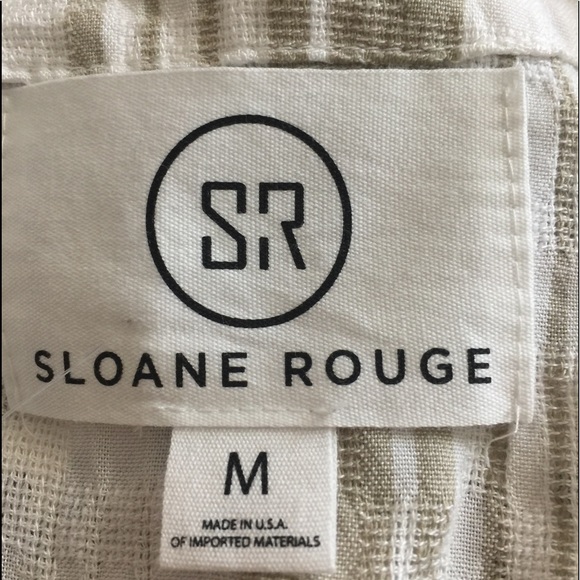 SR
SLOANE ROUGE
M
MADE IN U.S.A.
OF IMPORTED MATERIALS